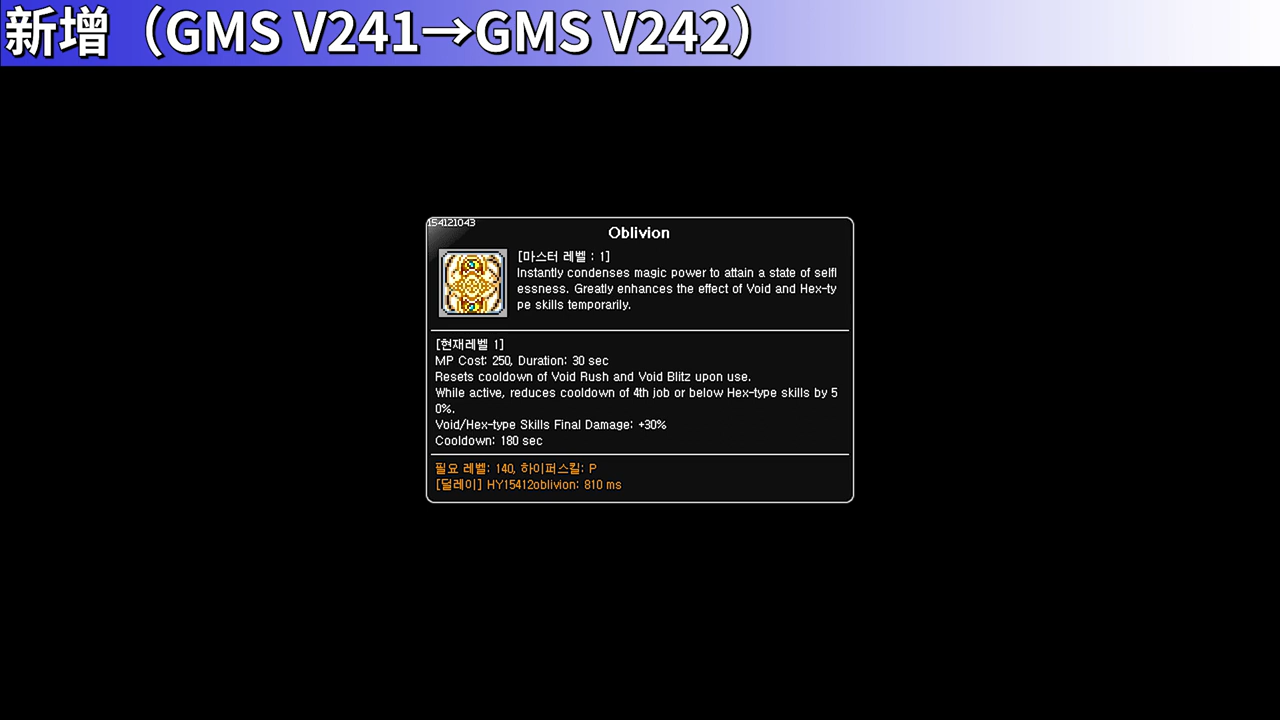 新增（GMS V241→GMS V242）
154121043
Oblivion
[마스터 레벨 : 1]
Instantly condenses magic power to attain a state of selfl
essness. Greatly enhances the effect of Void and Hex-ty
pe skills temporarily.
[현재레벨 1]
MP Cost: 250, Duration: 30 sec
Resets cooldown of Void Rush and Void Blitz upon use.
While active, reduces cooldown of 4th job or below Hex-type skills by 5
0%.
Void/Hex-type Skills Final Damage: +30%
Cooldown: 180 sec
필요 레벨: 140, 하이퍼스킬: P
[딜레이] HY15412oblivion: 810 ms